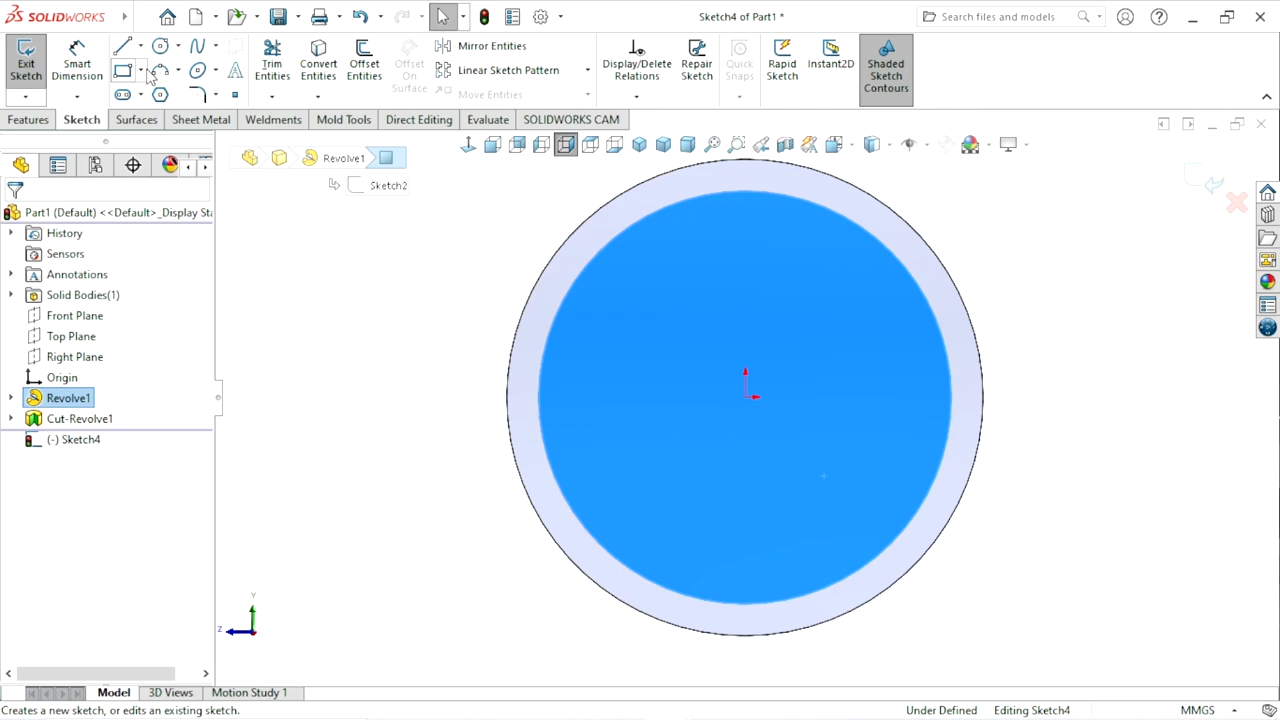 SOLIDWORKS
Sketch4 of Part1 *
Search files and models
Exit Sketch
Smart Dimension
Trim Entities
Convert Entities
Offset Entities
Offset On Surface
Mirror Entities
Linear Sketch Pattern
Move Entities
Display/Delete Relations
Repair Sketch
Quick Snaps
Rapid Sketch
Instant2D
Shaded Sketch Contours
Features
Sketch
Surfaces
Sheet Metal
Weldments
Mold Tools
Direct Editing
Evaluate
SOLIDWORKS CAM
Revolve1
Sketch2
Part1 (Default) <<Default>_Display Sta
History
Sensors
Annotations
Solid Bodies(1)
Front Plane
Top Plane
Right Plane
Origin
Revolve1
Cut-Revolve1
(-) Sketch4
Y
Z
Model
3D Views
Motion Study 1
Creates a new sketch, or edits an existing sketch.
Under Defined
Editing Sketch4
MMGS